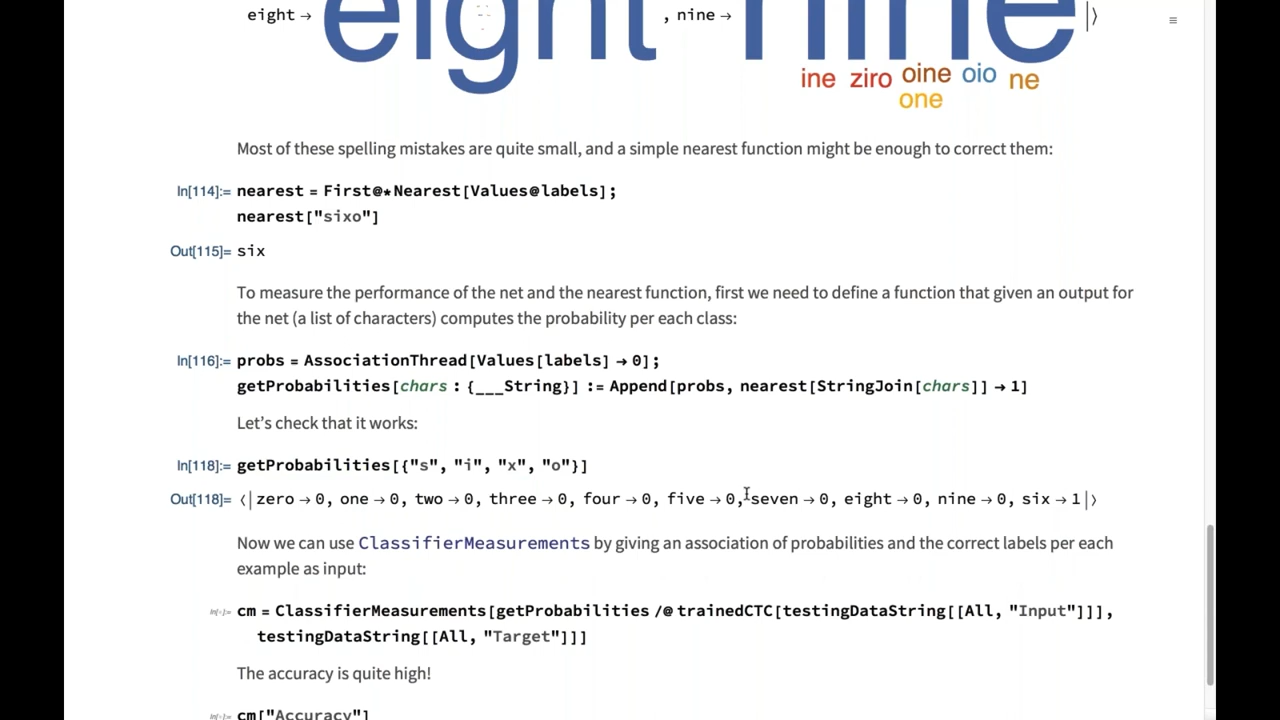 eight → eight , nine → nine |⟩
ine ziro oine oio ne
one
Most of these spelling mistakes are quite small, and a simple nearest function might be enough to correct them:
In[114]:= nearest = First@*Nearest[Values@labels];
nearest["sixo"]
Out[115]= six
To measure the performance of the net and the nearest function, first we need to define a function that given an output for
the net (a list of characters) computes the probability per each class:
In[116]:= probs = AssociationThread[Values[labels] → 0];
getProbabilities[chars : {___String}] := Append[probs, nearest[StringJoin[chars]] → 1]
Let's check that it works:
In[118]:= getProbabilities[{"s", "i", "x", "o"}]
Out[118]= ⟨| zero → 0, one → 0, two → 0, three → 0, four → 0, five → 0, seven → 0, eight → 0, nine → 0, six → 1 |⟩
Now we can use ClassifierMeasurements by giving an association of probabilities and the correct labels per each
example as input:
In[•]:= cm = ClassifierMeasurements[getProbabilities /@ trainedCTC[testingDataString[[All, "Input"]]],
testingDataString[[All, "Target"]]]
The accuracy is quite high!
In[•]:= cm["Accuracy"]